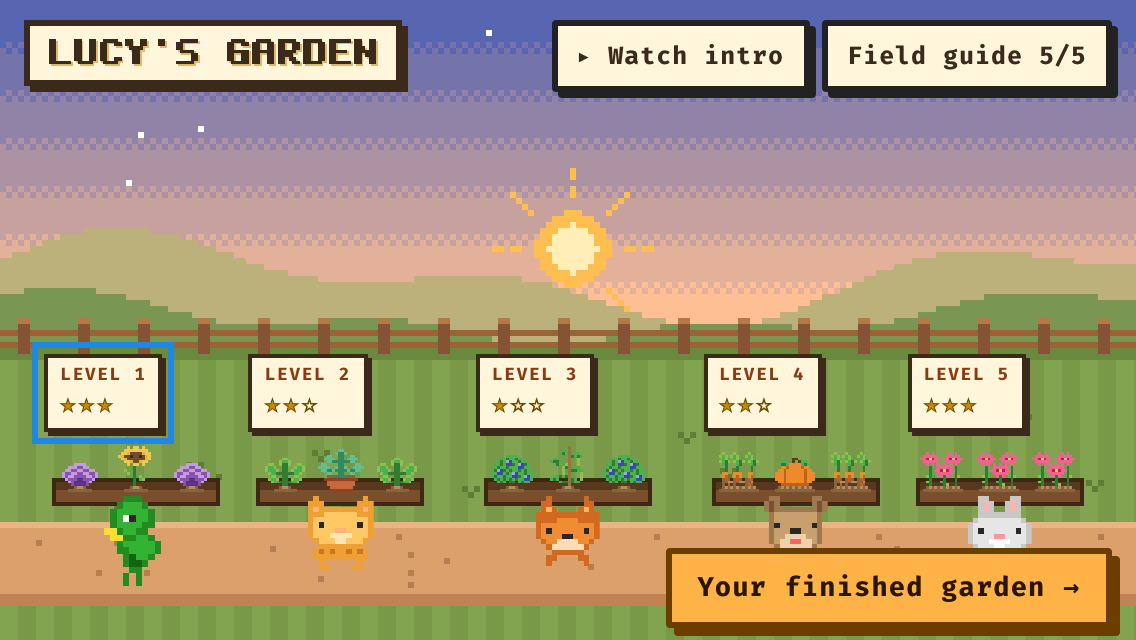 LUCY'S GARDEN
▸ Watch intro
Field guide 5/5
LEVEL 1
★★★
LEVEL 2
★★☆
LEVEL 3
★☆☆
LEVEL 4
★★☆
LEVEL 5
★★★
Your finished garden →